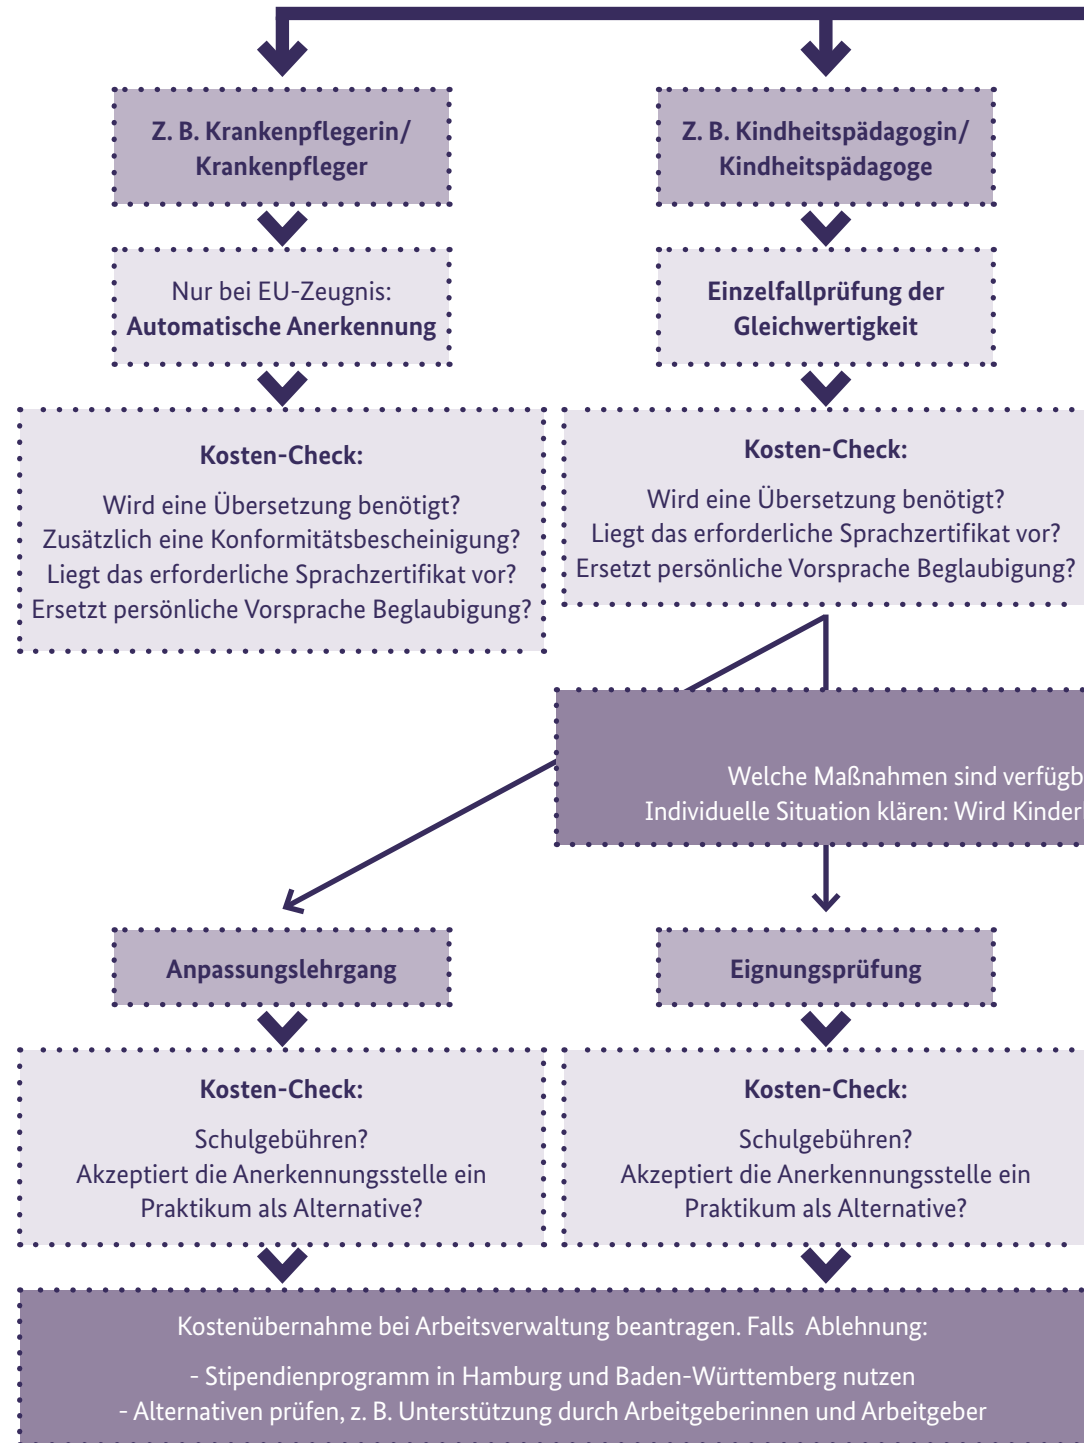 Z. B. Krankenpflegerin/
Krankenpfleger
Z. B. Kindheitspädagogin/
Kindheitspädagoge
Nur bei EU-Zeugnis:
Automatische Anerkennung
Einzelfallprüfung der
Gleichwertigkeit
Kosten-Check:
Wird eine Übersetzung benötigt?
Zusätzlich eine Konformitätsbescheinigung?
Liegt das erforderliche Sprachzertifikat vor?
Ersetzt persönliche Vorsprache Beglaubigung?
Kosten-Check:
Wird eine Übersetzung benötigt?
Liegt das erforderliche Sprachzertifikat vor?
Ersetzt persönliche Vorsprache Beglaubigung?
Welche Maßnahmen sind verfügb
Individuelle Situation klären: Wird Kinder
Anpassungslehrgang
Eignungsprüfung
Kosten-Check:
Schulgebühren?
Akzeptiert die Anerkennungsstelle ein
Praktikum als Alternative?
Kosten-Check:
Schulgebühren?
Akzeptiert die Anerkennungsstelle ein
Praktikum als Alternative?
Kostenübernahme bei Arbeitsverwaltung beantragen. Falls Ablehnung:
- Stipendienprogramm in Hamburg und Baden-Württemberg nutzen
- Alternativen prüfen, z. B. Unterstützung durch Arbeitgeberinnen und Arbeitgeber